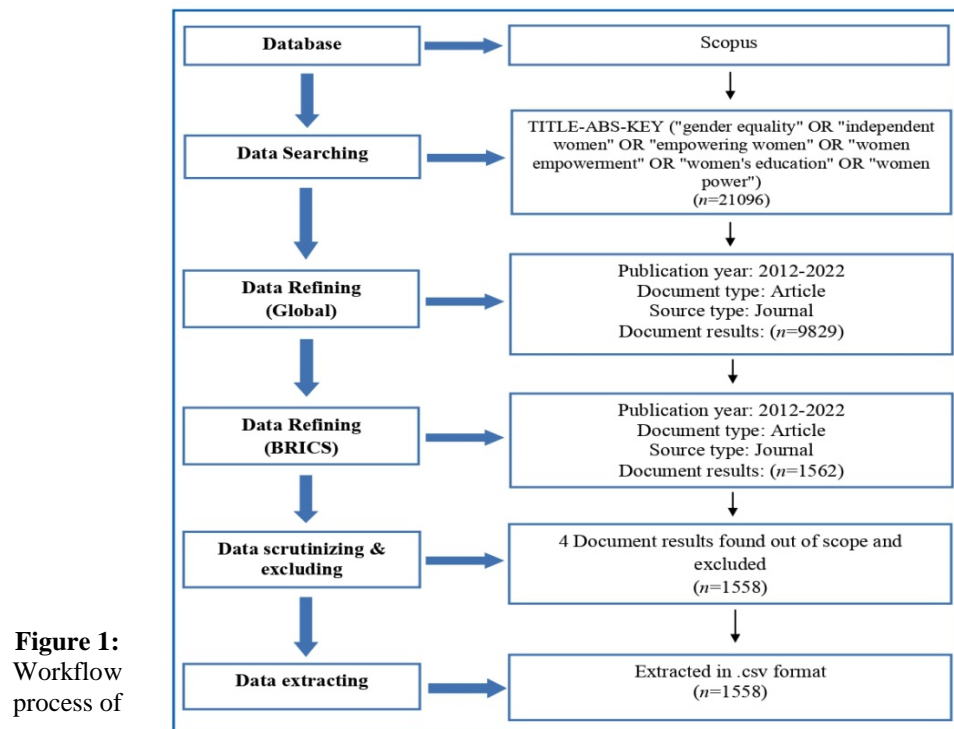 Database
Scopus
Data Searching
TITLE-ABS-KEY ("gender equality" OR "independent
women" OR "empowering women" OR "women
empowerment" OR "women's education" OR "women
power")
(n=21096)
Data Refining
(Global)
Publication year: 2012-2022
Document type: Article
Source type: Journal
Document results: (n=9829)
Data Refining
(BRICS)
Publication year: 2012-2022
Document type: Article
Source type: Journal
Document results: (n=1562)
Data scrutinizing &
excluding
4 Document results found out of scope and
excluded
(n=1558)
Data extracting
Extracted in .csv format
(n=1558)
Figure 1:
Workflow
process of